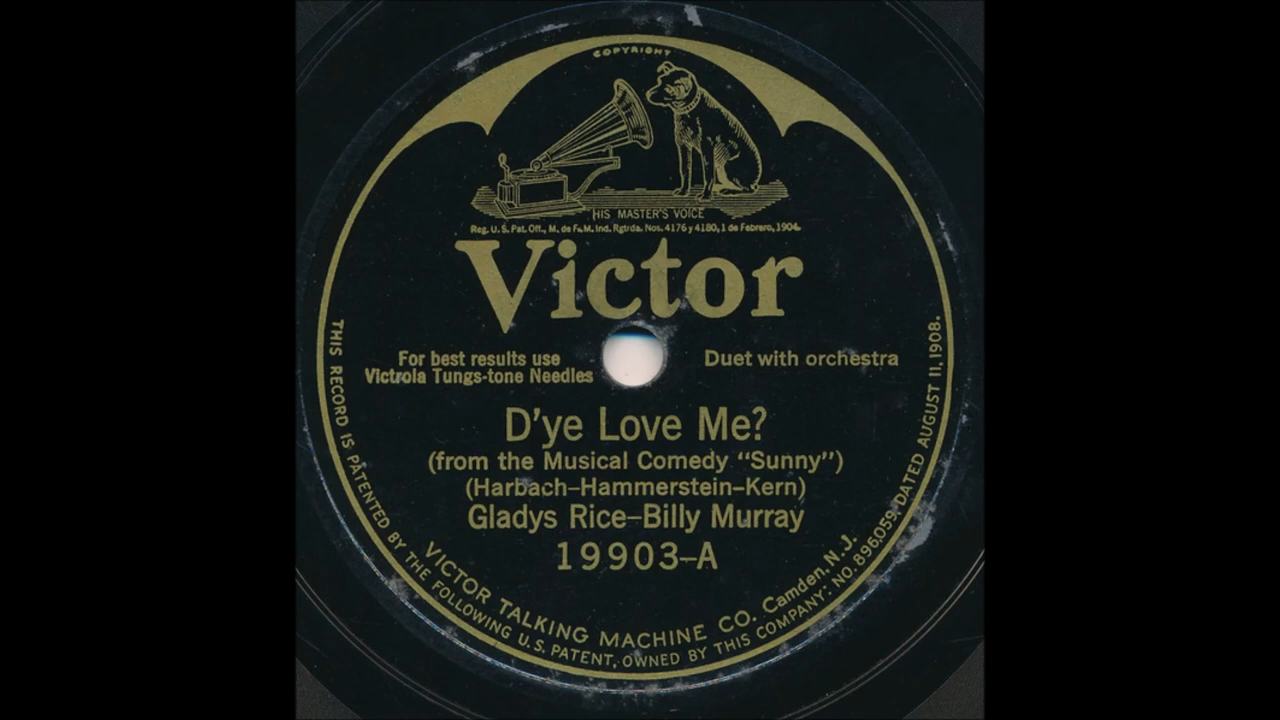 COPYRIGHT
HIS MASTER'S VOICE
Reg. U. S. Pat. Off., M. de F. & M. Ind. Rgtrda. Nos. 4176 y 4180, 1 de Febrero, 1904.
Victor
For best results use
Victrola Tungs-tone Needles
Duet with orchestra
D'ye Love Me?
(from the Musical Comedy “Sunny”)
(Harbach–Hammerstein–Kern)
Gladys Rice–Billy Murray
19903–A
VICTOR TALKING MACHINE CO. Camden, N.J.
THIS RECORD IS PATENTED BY THE FOLLOWING U.S. PATENT, OWNED BY THIS COMPANY: NO. 896,059, DATED AUGUST 11, 1908.